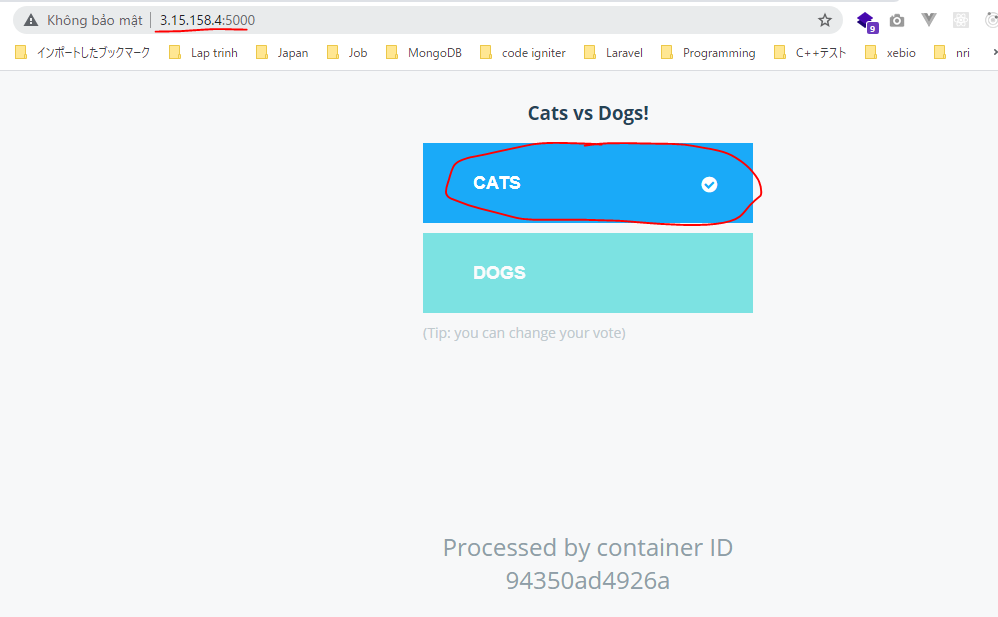 Không bảo mật 3.15.158.4:5000
9
インポートしたブックマーク Lap trinh Japan Job MongoDB code igniter Laravel Programming C++テスト xebio nri
Cats vs Dogs!
CATS
DOGS
(Tip: you can change your vote)
Processed by container ID
94350ad4926a